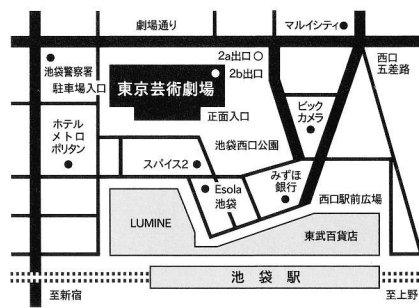 劇場通り
マルイシティ
2a出口
西口
五差路
池袋警察署
2b出口
駐車場入口
東京芸術劇場
正面入口
ビック
カメラ
ホテル
メトロ
ポリタン
池袋西口公園
スパイス2
みずほ
銀行
Esola
池袋
西口駅前広場
LUMINE
東武百貨店
池袋駅
至新宿
至上野